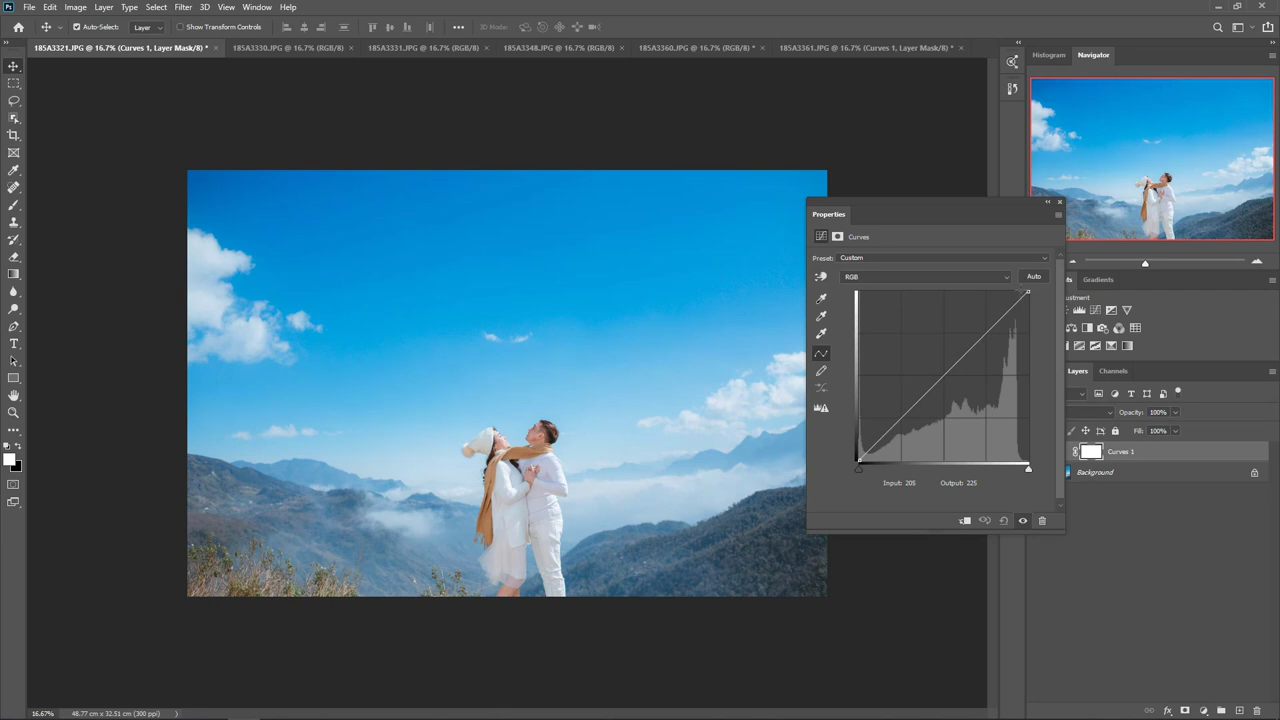 Ps File Edit Image Layer Type Select Filter 3D View Window Help
Auto-Select: Layer Show Transform Controls 3D Mode:
185A3321.JPG @ 16.7% (Curves 1, Layer Mask/8) * 185A3330.JPG @ 16.7% (RGB/8) 185A3331.JPG @ 16.7% (RGB/8) 185A3348.JPG @ 16.7% (RGB/8) 185A3360.JPG @ 16.7% (RGB/8) * 185A3361.JPG @ 16.7% (Curves 1, Layer Mask/8) *
Histogram Navigator
Properties
Curves
Preset: Custom
RGB Auto
Input: 205 Output: 225
ts Gradients
ustment
Layers Channels
Opacity: 100%
Fill: 100%
Curves 1
Background
16.67% 48.77 cm x 32.51 cm (300 ppi)